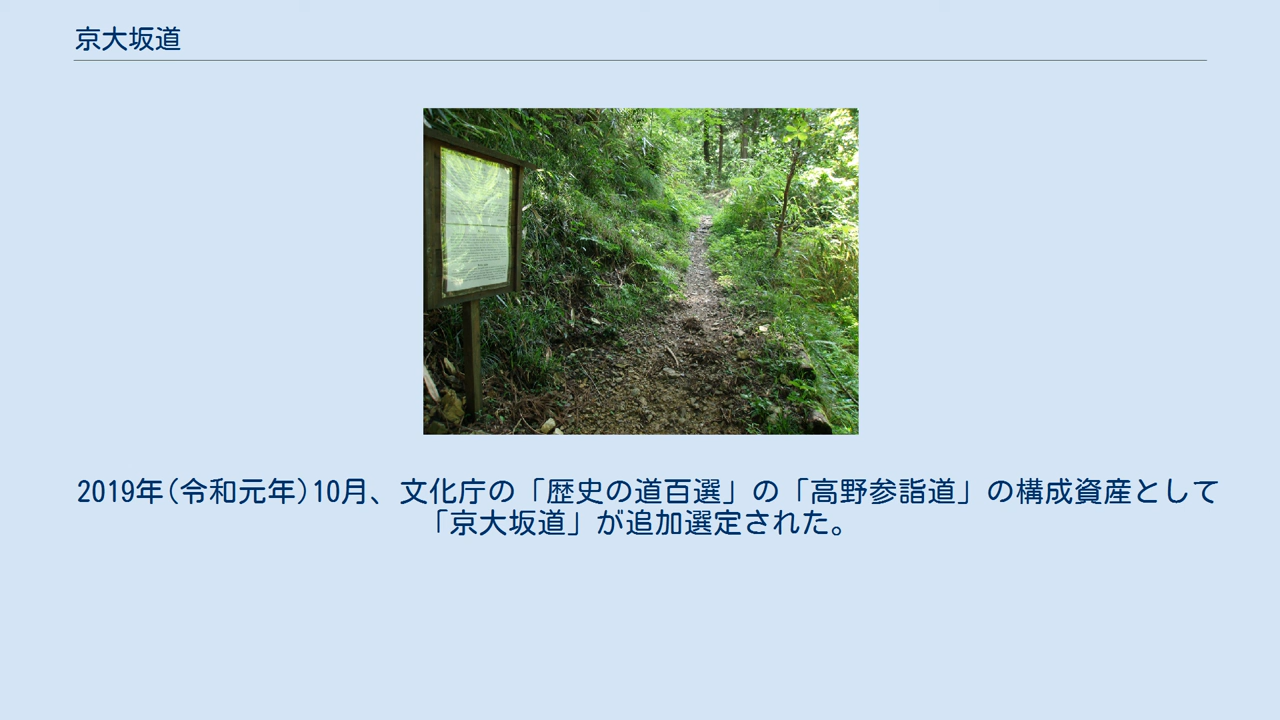 京大坂道
2019年(令和元年)10月、文化庁の「歴史の道百選」の「高野参詣道」の構成資産として
「京大坂道」が追加選定された。